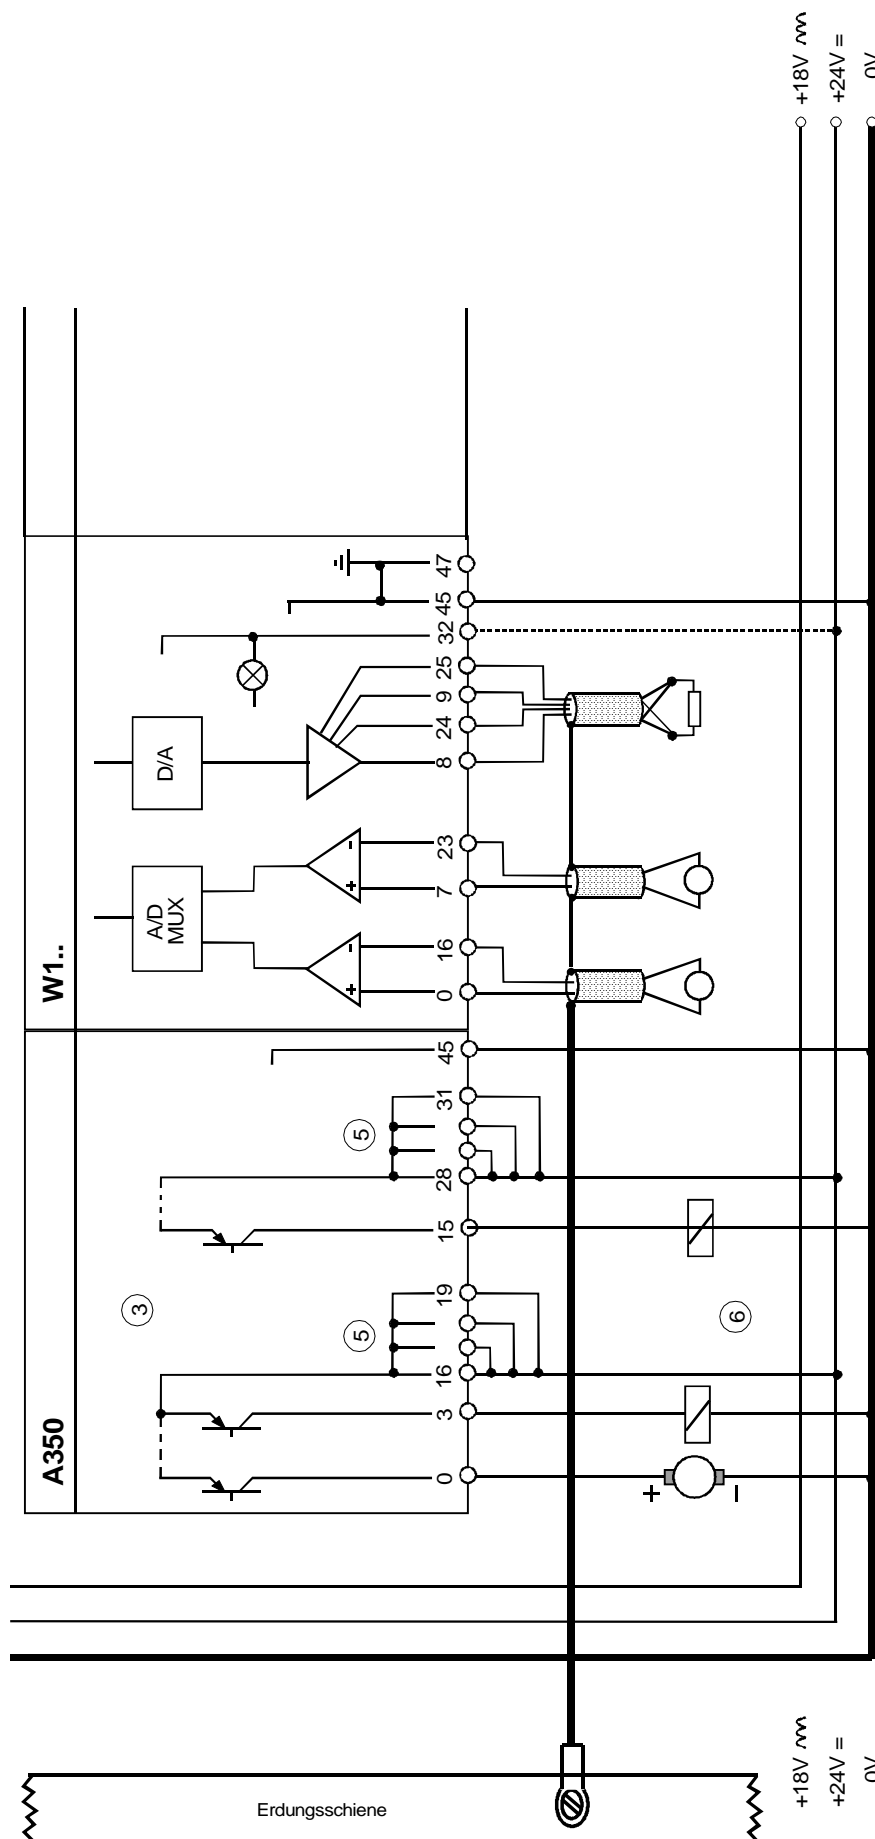 A350
W1..
3
A/D
MUX
D/A
+ -
+ -
5
5
0 3 16 19 15 28 31 45
0 16 7 23 8 24 9 25 32 45 47
Erdungsschiene
+
-
6
+18V
+18V
+24V =
+24V =
0V
0V